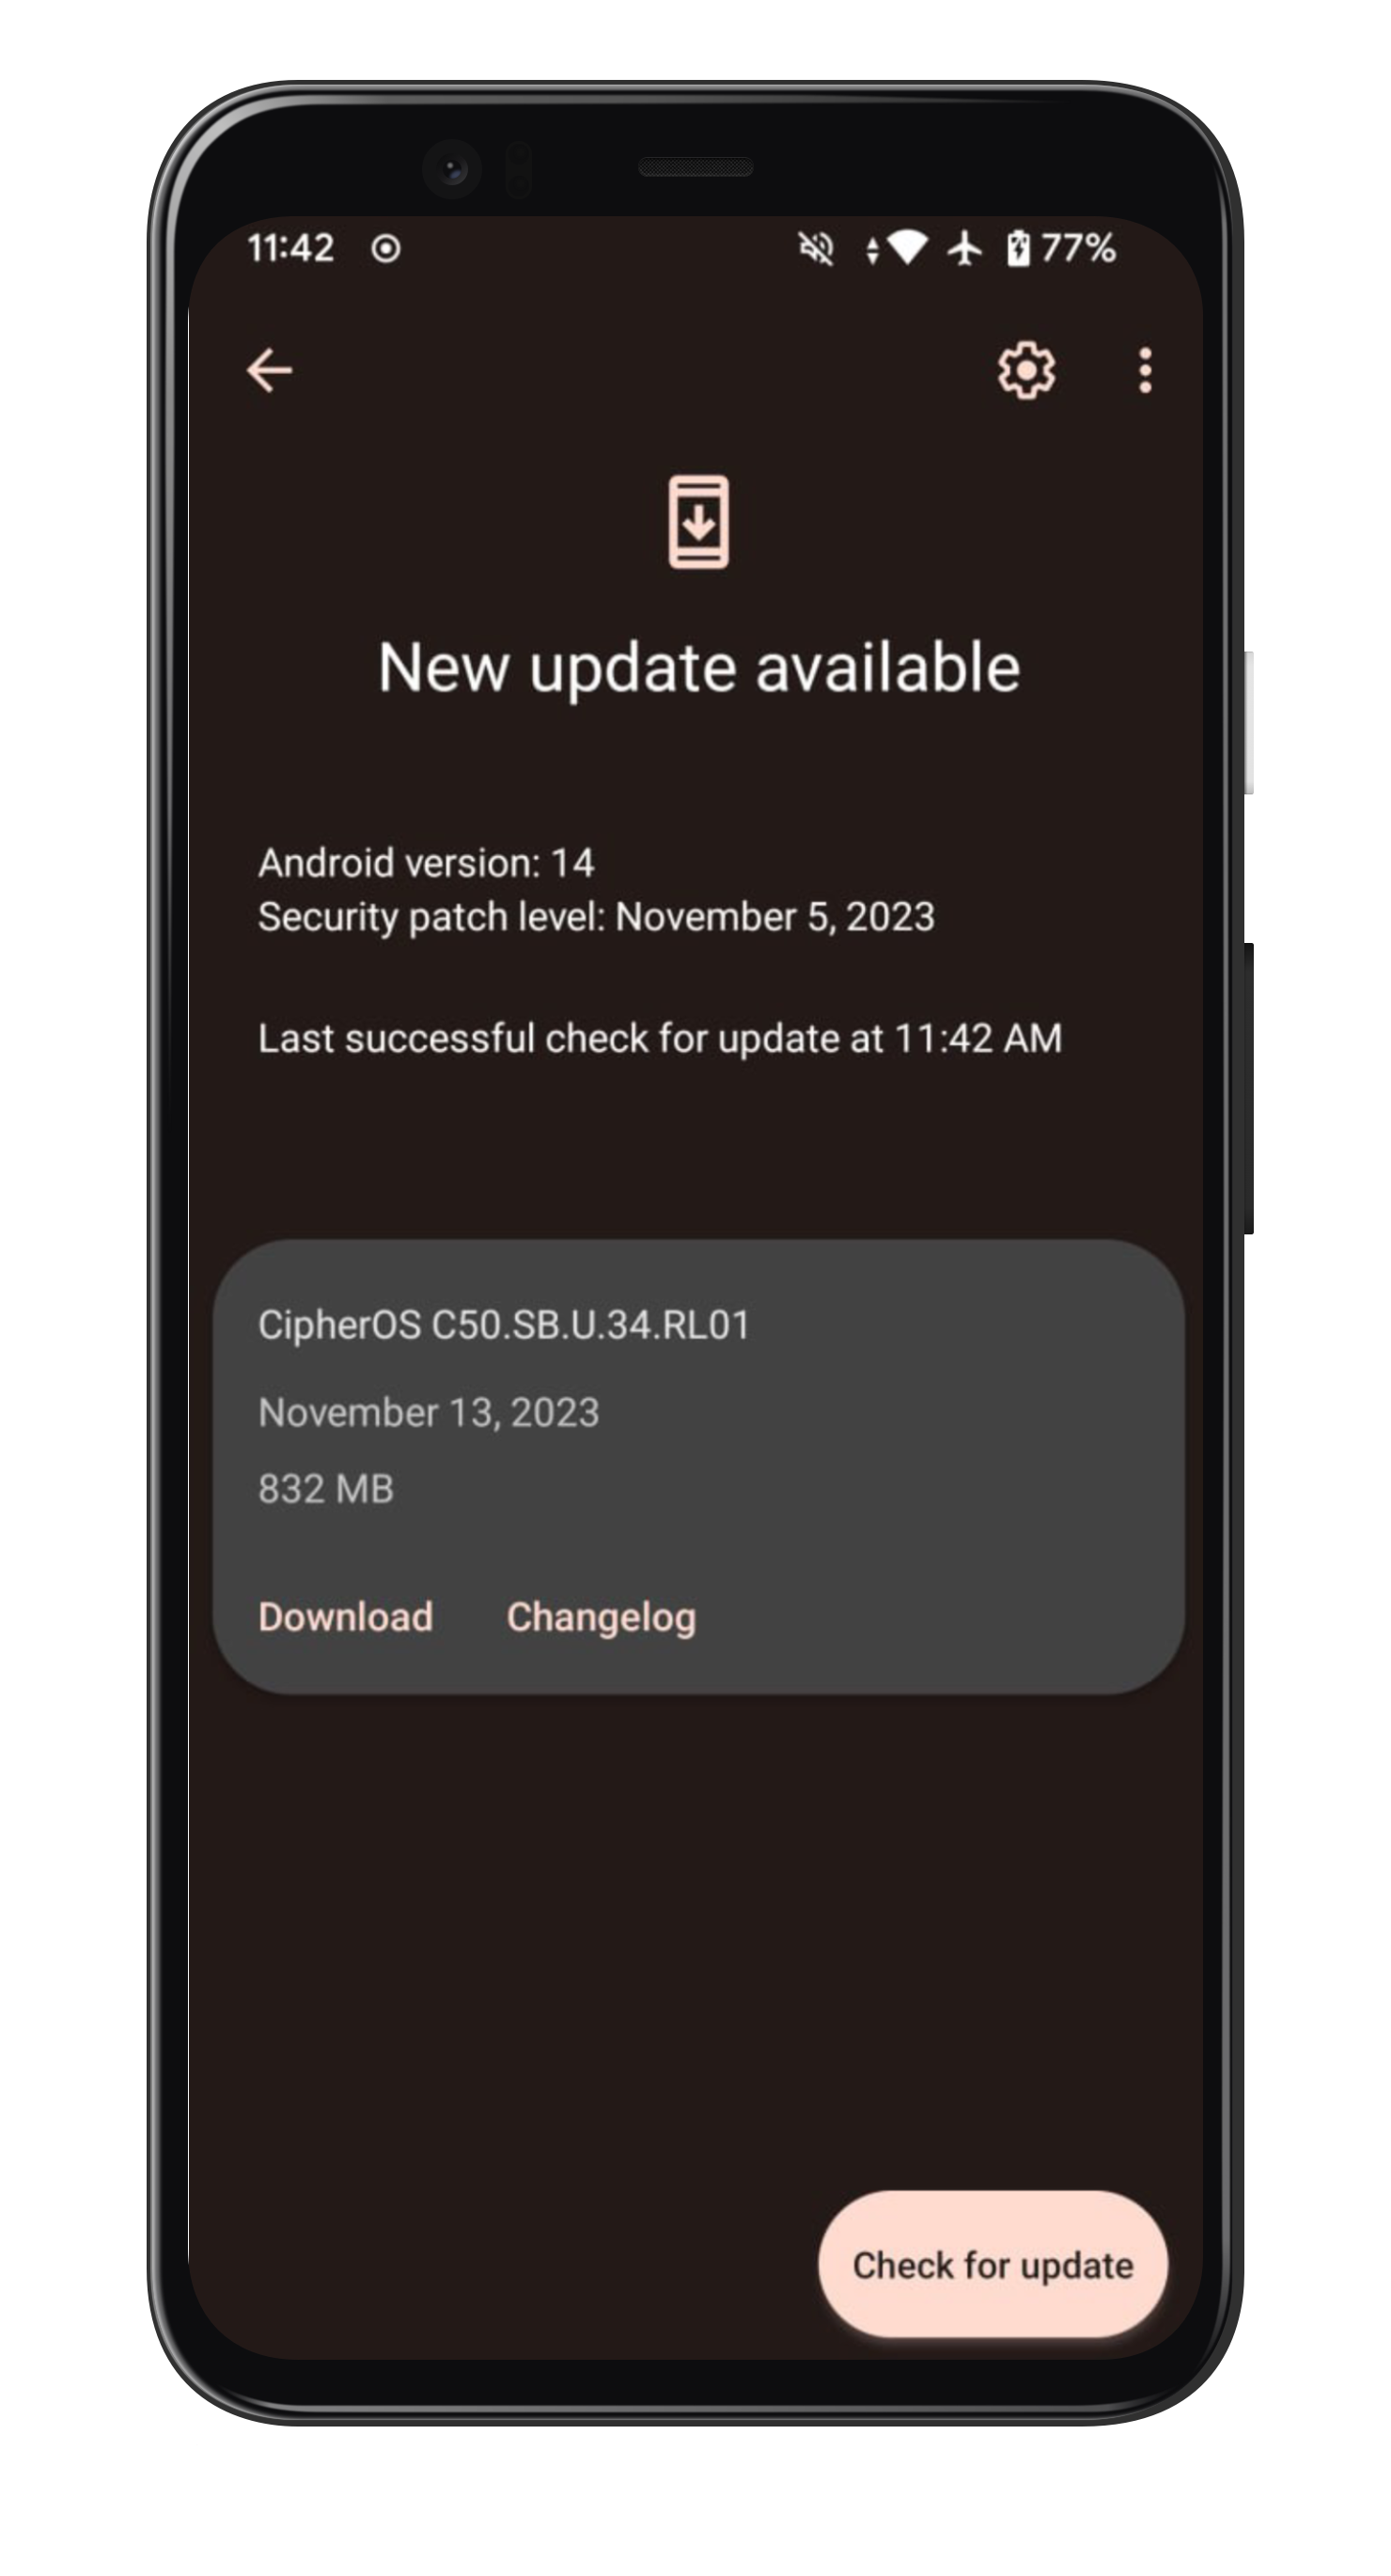 11:42
77%
New update available
Android version: 14
Security patch level: November 5, 2023
Last successful check for update at 11:42 AM
CipherOS C50.SB.U.34.RL01
November 13, 2023
832 MB
Download Changelog
Check for update